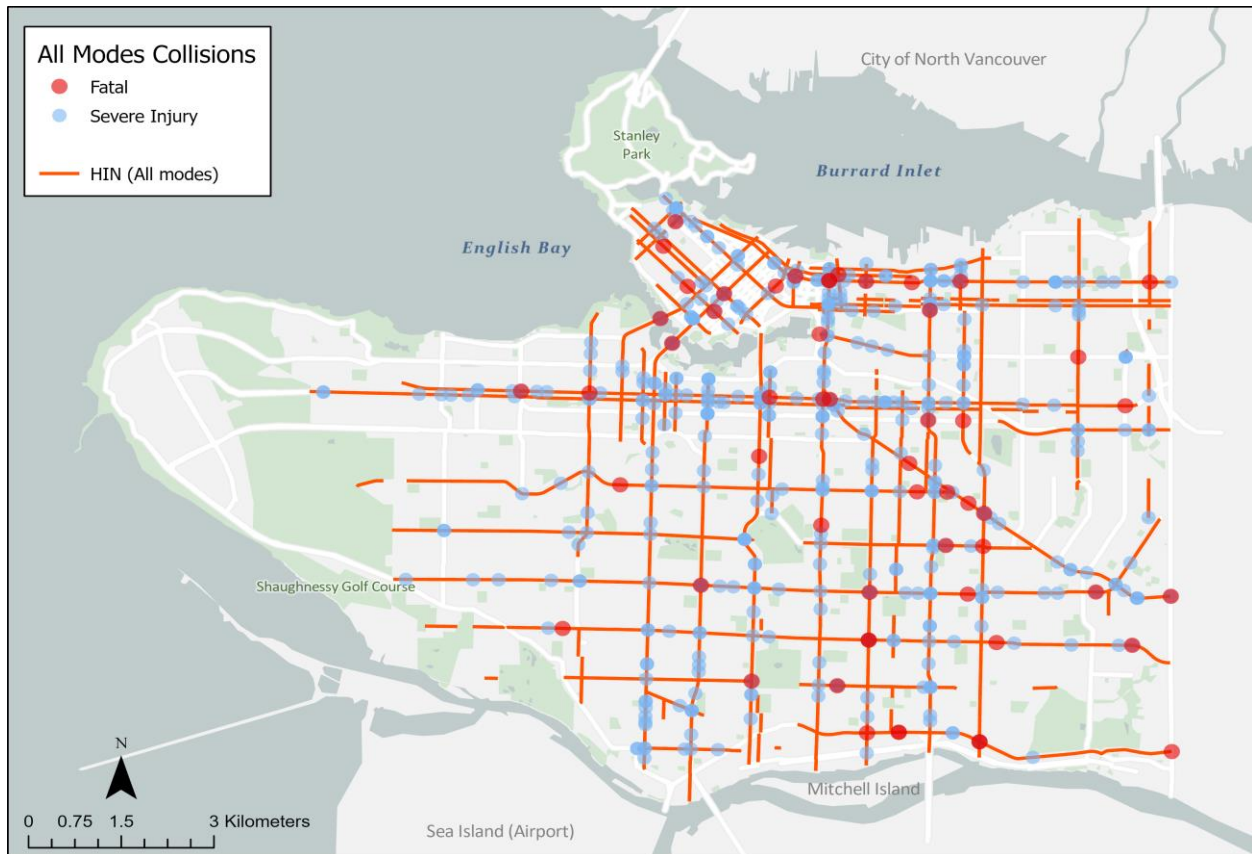 All Modes Collisions
Fatal
Severe Injury
HIN (All modes)
City of North Vancouver
Stanley
Park
Burrard Inlet
English Bay
Shaughnessy Golf Course
N
0 0.75 1.5 3 Kilometers
Mitchell Island
Sea Island (Airport)